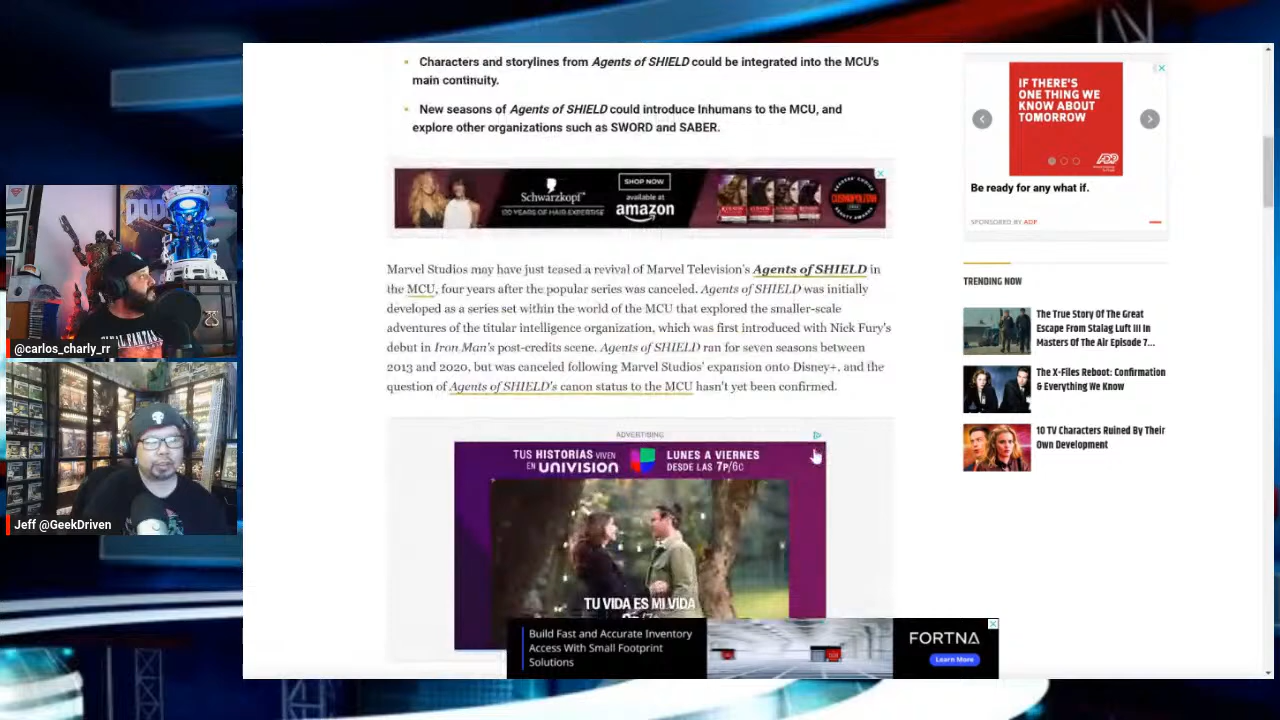 Characters and storylines from Agents of SHIELD could be integrated into the MCU's
main continuity.
New seasons of Agents of SHIELD could introduce Inhumans to the MCU, and
explore other organizations such as SWORD and SABER.
Schwarzkopf
120 YEARS OF HAIR EXPERTISE
SHOP NOW
available at
amazon
COSMOPOLITAN
Marvel Studios may have just teased a revival of Marvel Television's Agents of SHIELD in
the MCU, four years after the popular series was canceled. Agents of SHIELD was initially
developed as a series set within the world of the MCU that explored the smaller-scale
adventures of the titular intelligence organization, which was first introduced with Nick Fury's
debut in Iron Man's post-credits scene. Agents of SHIELD ran for seven seasons between
2013 and 2020, but was canceled following Marvel Studios' expansion onto Disney+, and the
question of Agents of SHIELD's canon status to the MCU hasn't yet been confirmed.
ADVERTISING
TUS HISTORIAS VIVEN
EN UNIVISION
LUNES A VIERNES
DESDE LAS 7P/6C
TU VIDA ES MI VIDA
Build Fast and Accurate Inventory
Access With Small Footprint
Solutions
FORTNA
Learn More
IF THERE'S
ONE THING WE
KNOW ABOUT
TOMORROW
ADP
Be ready for any what if.
SPONSORED BY ADP
TRENDING NOW
The True Story Of The Great
Escape From Stalag Luft III In
Masters Of The Air Episode 7...
The X-Files Reboot: Confirmation
& Everything We Know
10 TV Characters Ruined By Their
Own Development
@carlos_charly_rr
Jeff @GeekDriven